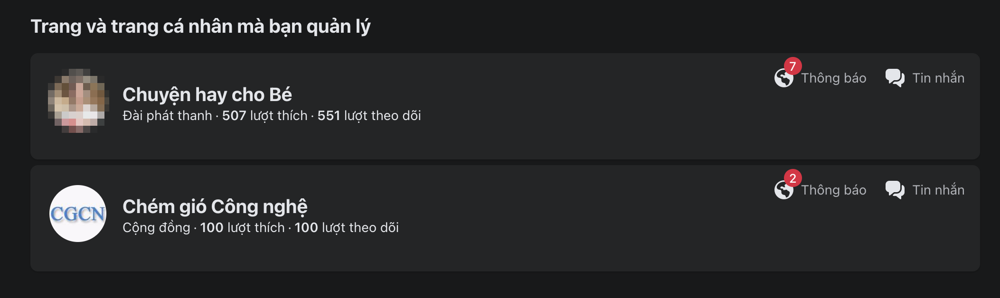 Trang và trang cá nhân mà bạn quản lý
7
Thông báo
Tin nhắn
Chuyện hay cho Bé
Đài phát thanh · 507 lượt thích · 551 lượt theo dõi
2
Thông báo
Tin nhắn
CGCN
Chém gió Công nghệ
Cộng đồng · 100 lượt thích · 100 lượt theo dõi